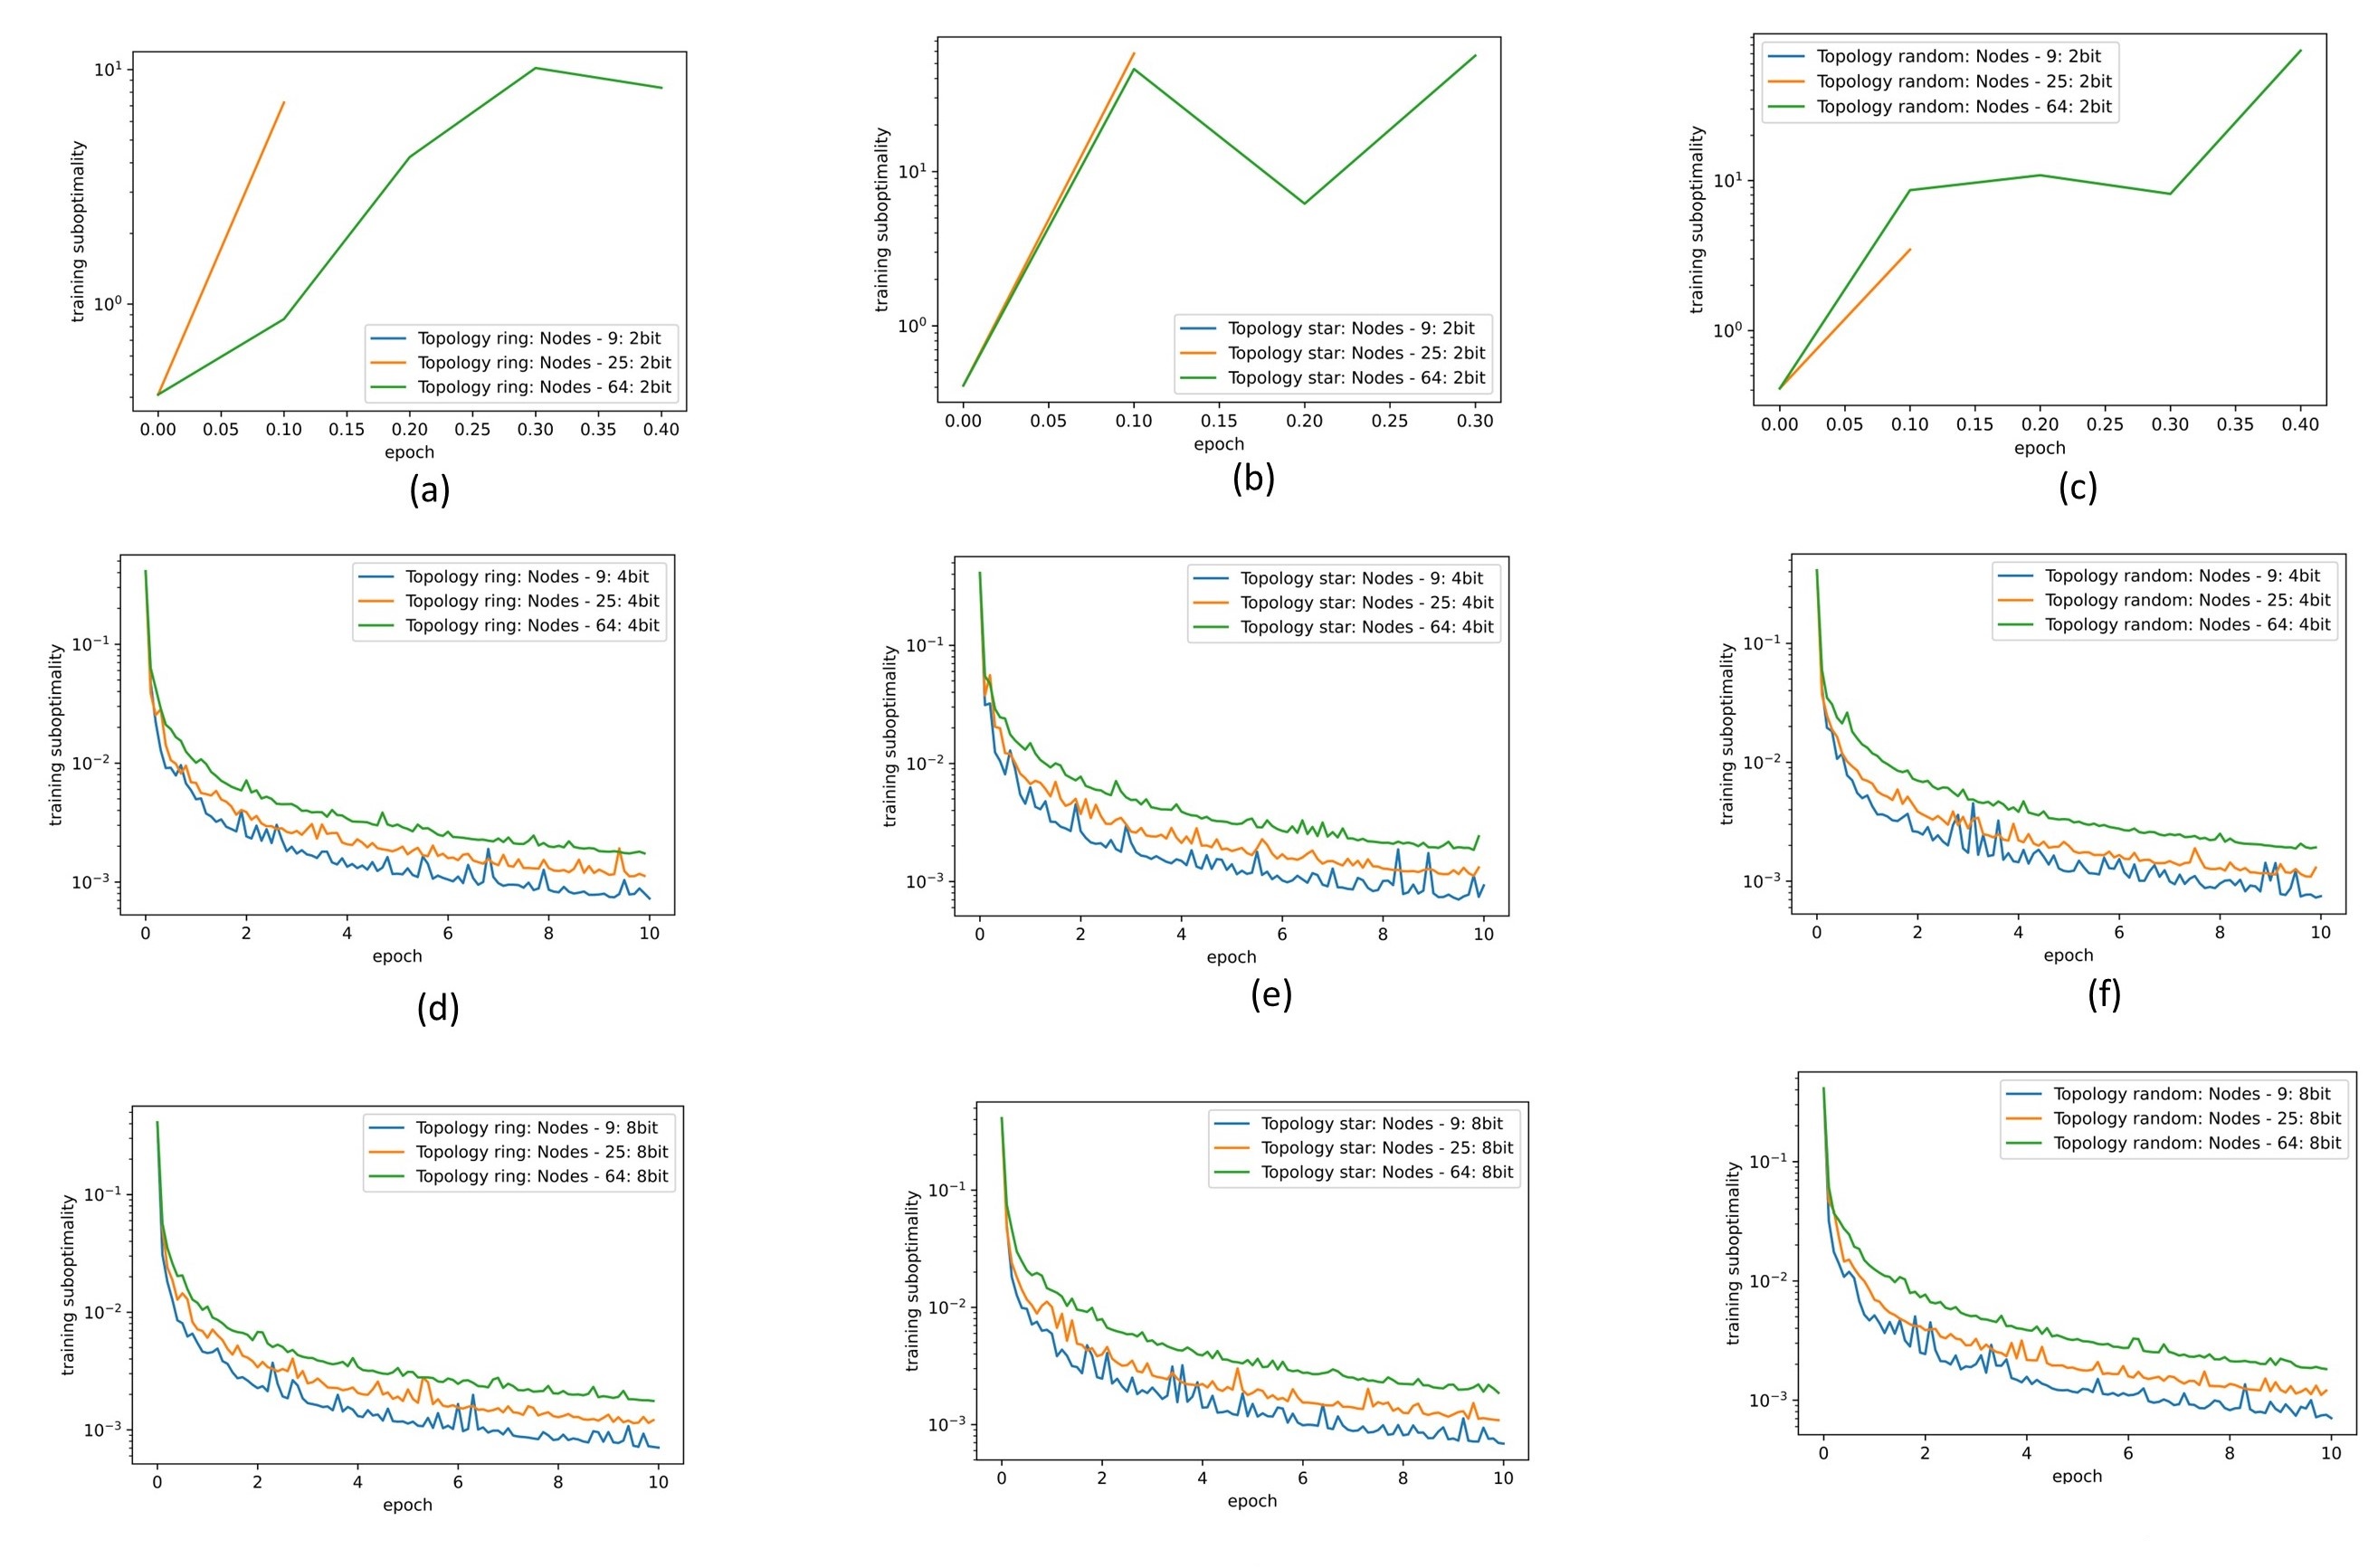 training suboptimality
10¹
10⁰
Topology ring: Nodes - 9: 2bit
Topology ring: Nodes - 25: 2bit
Topology ring: Nodes - 64: 2bit
0.00 0.05 0.10 0.15 0.20 0.25 0.30 0.35 0.40
epoch
(a)
training suboptimality
10¹
10⁰
Topology star: Nodes - 9: 2bit
Topology star: Nodes - 25: 2bit
Topology star: Nodes - 64: 2bit
0.00 0.05 0.10 0.15 0.20 0.25 0.30
epoch
(b)
Topology random: Nodes - 9: 2bit
Topology random: Nodes - 25: 2bit
Topology random: Nodes - 64: 2bit
training suboptimality
10¹
10⁰
0.00 0.05 0.10 0.15 0.20 0.25 0.30 0.35 0.40
epoch
(c)
Topology ring: Nodes - 9: 4bit
Topology ring: Nodes - 25: 4bit
Topology ring: Nodes - 64: 4bit
training suboptimality
10⁻¹
10⁻²
10⁻³
0 2 4 6 8 10
epoch
(d)
Topology star: Nodes - 9: 4bit
Topology star: Nodes - 25: 4bit
Topology star: Nodes - 64: 4bit
training suboptimality
10⁻¹
10⁻²
10⁻³
0 2 4 6 8 10
epoch
(e)
Topology random: Nodes - 9: 4bit
Topology random: Nodes - 25: 4bit
Topology random: Nodes - 64: 4bit
training suboptimality
10⁻¹
10⁻²
10⁻³
0 2 4 6 8 10
epoch
(f)
Topology ring: Nodes - 9: 8bit
Topology ring: Nodes - 25: 8bit
Topology ring: Nodes - 64: 8bit
training suboptimality
10⁻¹
10⁻²
10⁻³
0 2 4 6 8 10
epoch
Topology star: Nodes - 9: 8bit
Topology star: Nodes - 25: 8bit
Topology star: Nodes - 64: 8bit
training suboptimality
10⁻¹
10⁻²
10⁻³
0 2 4 6 8 10
epoch
Topology random: Nodes - 9: 8bit
Topology random: Nodes - 25: 8bit
Topology random: Nodes - 64: 8bit
training suboptimality
10⁻¹
10⁻²
10⁻³
0 2 4 6 8 10
epoch